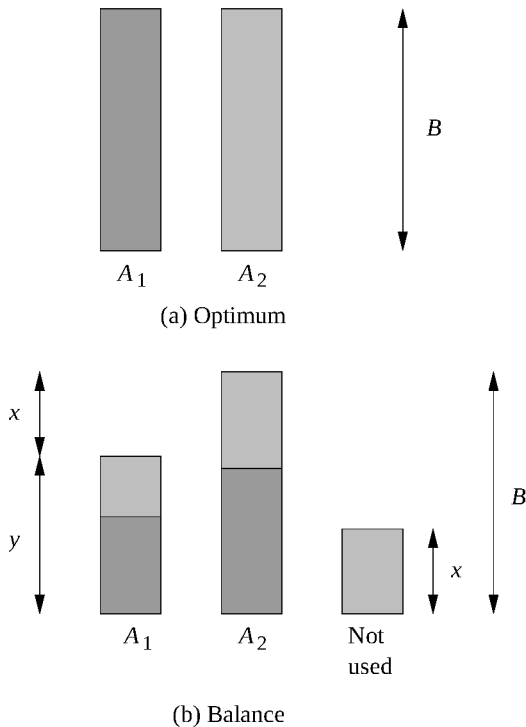 B
A1 A2
(a) Optimum
x
B
y
x
A1 A2 Not
used
(b) Balance